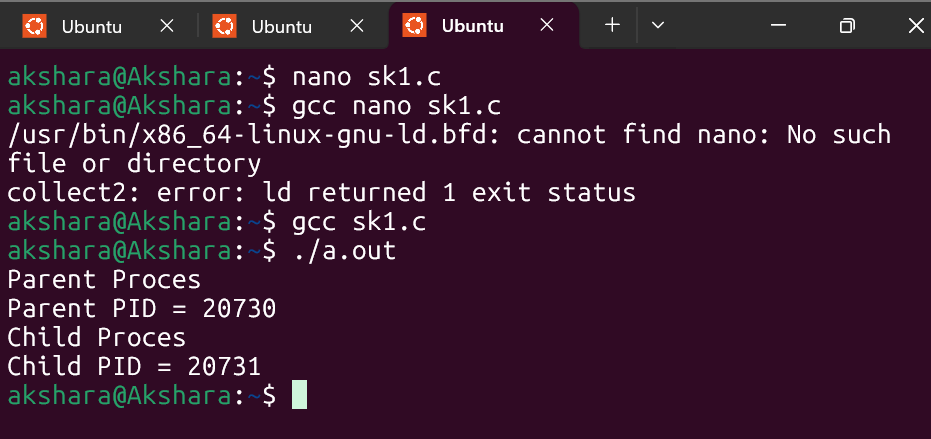 Ubuntu
Ubuntu
Ubuntu
akshara@Akshara:~$ nano sk1.c
akshara@Akshara:~$ gcc nano sk1.c
/usr/bin/x86_64-linux-gnu-ld.bfd: cannot find nano: No such
file or directory
collect2: error: ld returned 1 exit status
akshara@Akshara:~$ gcc sk1.c
akshara@Akshara:~$ ./a.out
Parent Proces
Parent PID = 20730
Child Proces
Child PID = 20731
akshara@Akshara:~$